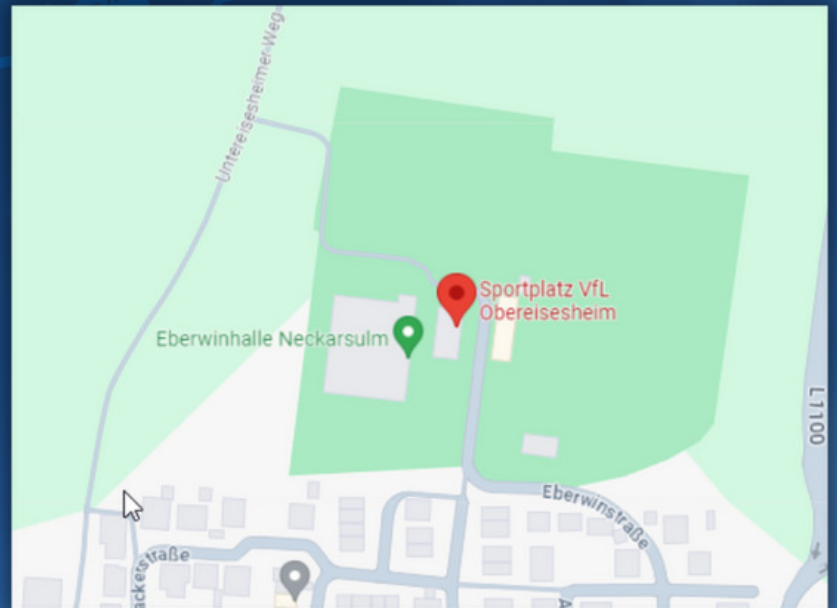 Untereisesheimer-Weg
Sportplatz VfL
Obereisesheim
Eberwinhalle Neckarsulm
L1100
Eberwinstraße
ackerstraße
A